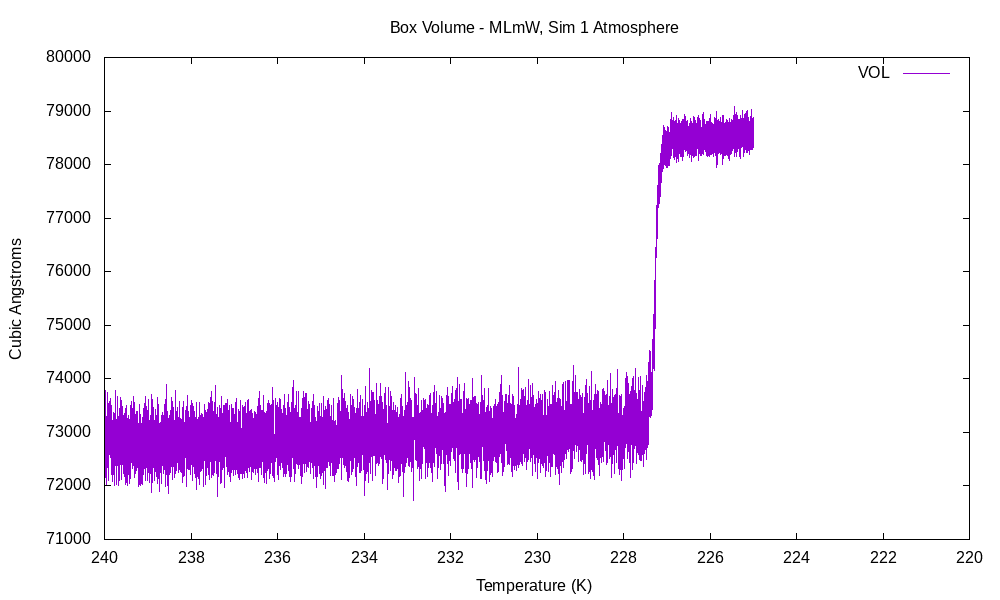 Box Volume - MLmW, Sim 1 Atmosphere
VOL
80000
79000
78000
77000
76000
75000
74000
73000
72000
71000
Cubic Angstroms
240 238 236 234 232 230 228 226 224 222 220
Temperature (K)